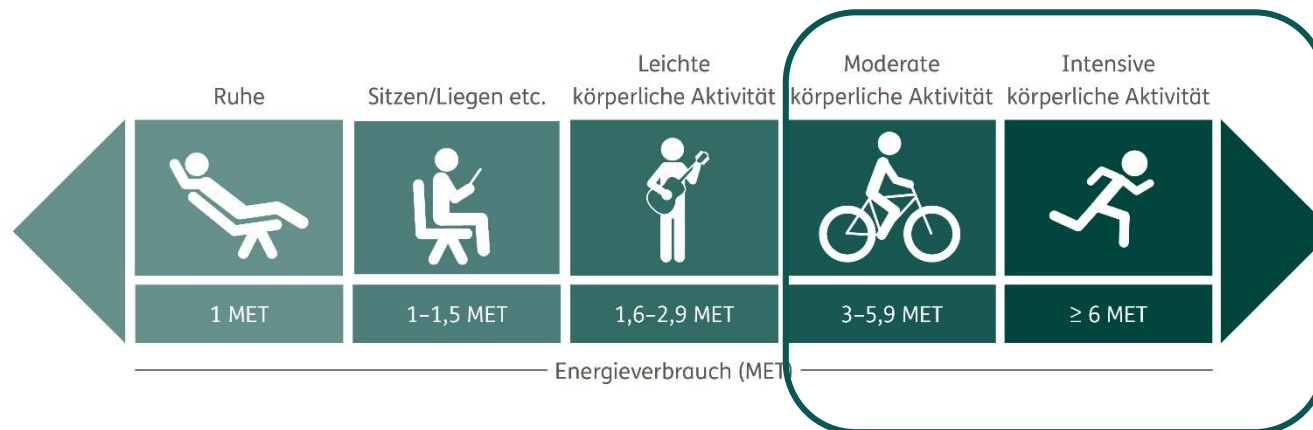 Ruhe
Sitzen/Liegen etc.
Leichte
körperliche Aktivität
Moderate
körperliche Aktivität
Intensive
körperliche Aktivität
1 MET
1–1,5 MET
1,6–2,9 MET
3–5,9 MET
≥ 6 MET
Energieverbrauch (MET)